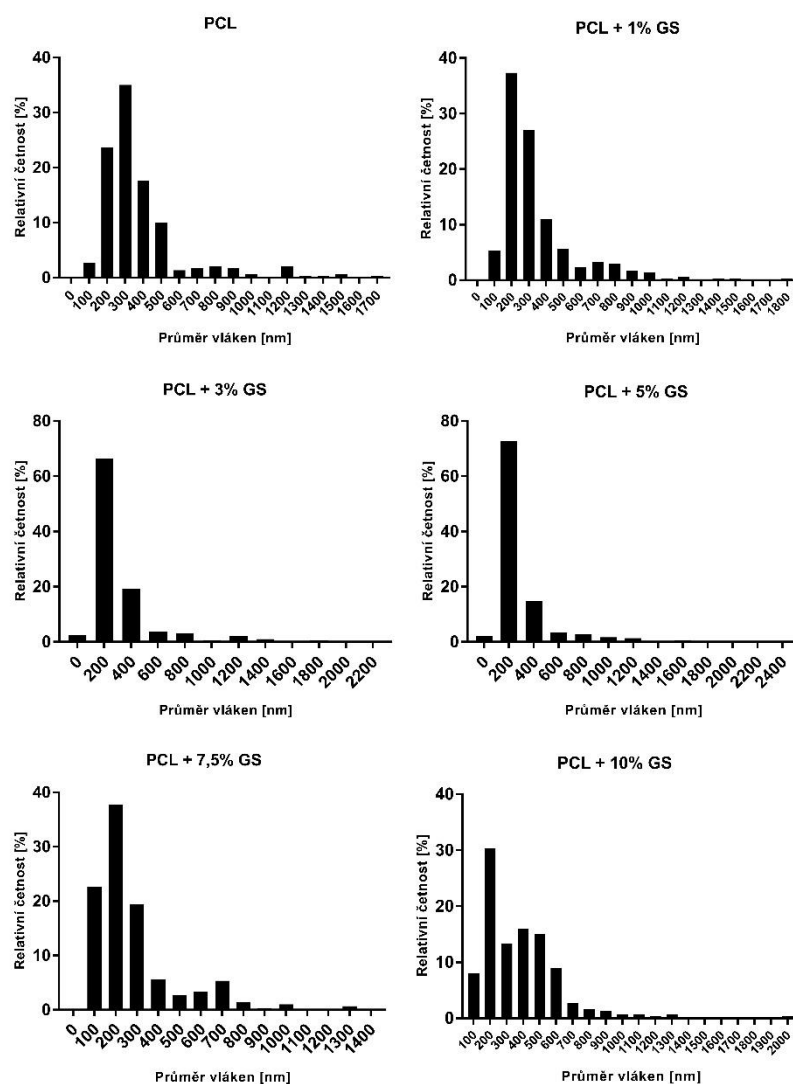 PCL
Relativní četnost [%]
40
30
20
10
0
0 100 200 300 400 500 600 700 800 900 1000 1100 1200 1300 1400 1500 1600 1700
Průměr vláken [nm]
PCL + 1% GS
Relativní četnost [%]
40
30
20
10
0
0 100 200 300 400 500 600 700 800 900 1000 1100 1200 1300 1400 1500 1600 1700 1800
Průměr vláken [nm]
PCL + 3% GS
Relativní četnost [%]
80
60
40
20
0
0 200 400 600 800 1000 1200 1400 1600 1800 2000 2200
Průměr vláken [nm]
PCL + 5% GS
Relativní četnost [%]
80
60
40
20
0
0 200 400 600 800 1000 1200 1400 1600 1800 2000 2200 2400
Průměr vláken [nm]
PCL + 7,5% GS
Relativní četnost [%]
40
30
20
10
0
0 100 200 300 400 500 600 700 800 900 1000 1100 1200 1300 1400
Průměr vláken [nm]
PCL + 10% GS
Relativní četnost [%]
40
30
20
10
0
100 200 300 400 500 600 700 800 900 1000 1100 1200 1300 1400 1500 1600 1700 1800 1900 2000
Průměr vláken [nm]